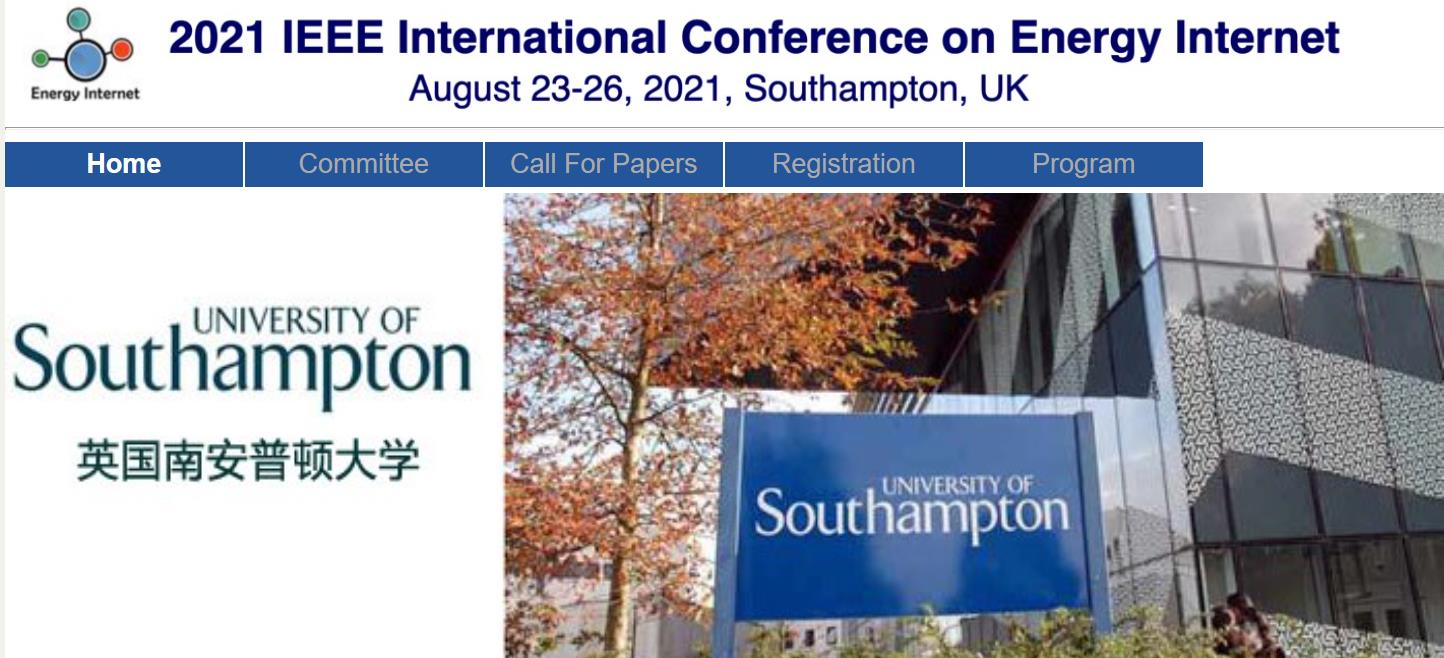 2021 IEEE International Conference on Energy Internet
August 23-26, 2021, Southampton, UK
Energy Internet
Home Committee Call For Papers Registration Program
UNIVERSITY OF
Southampton
英国南安普顿大学
UNIVERSITY OF
Southampton